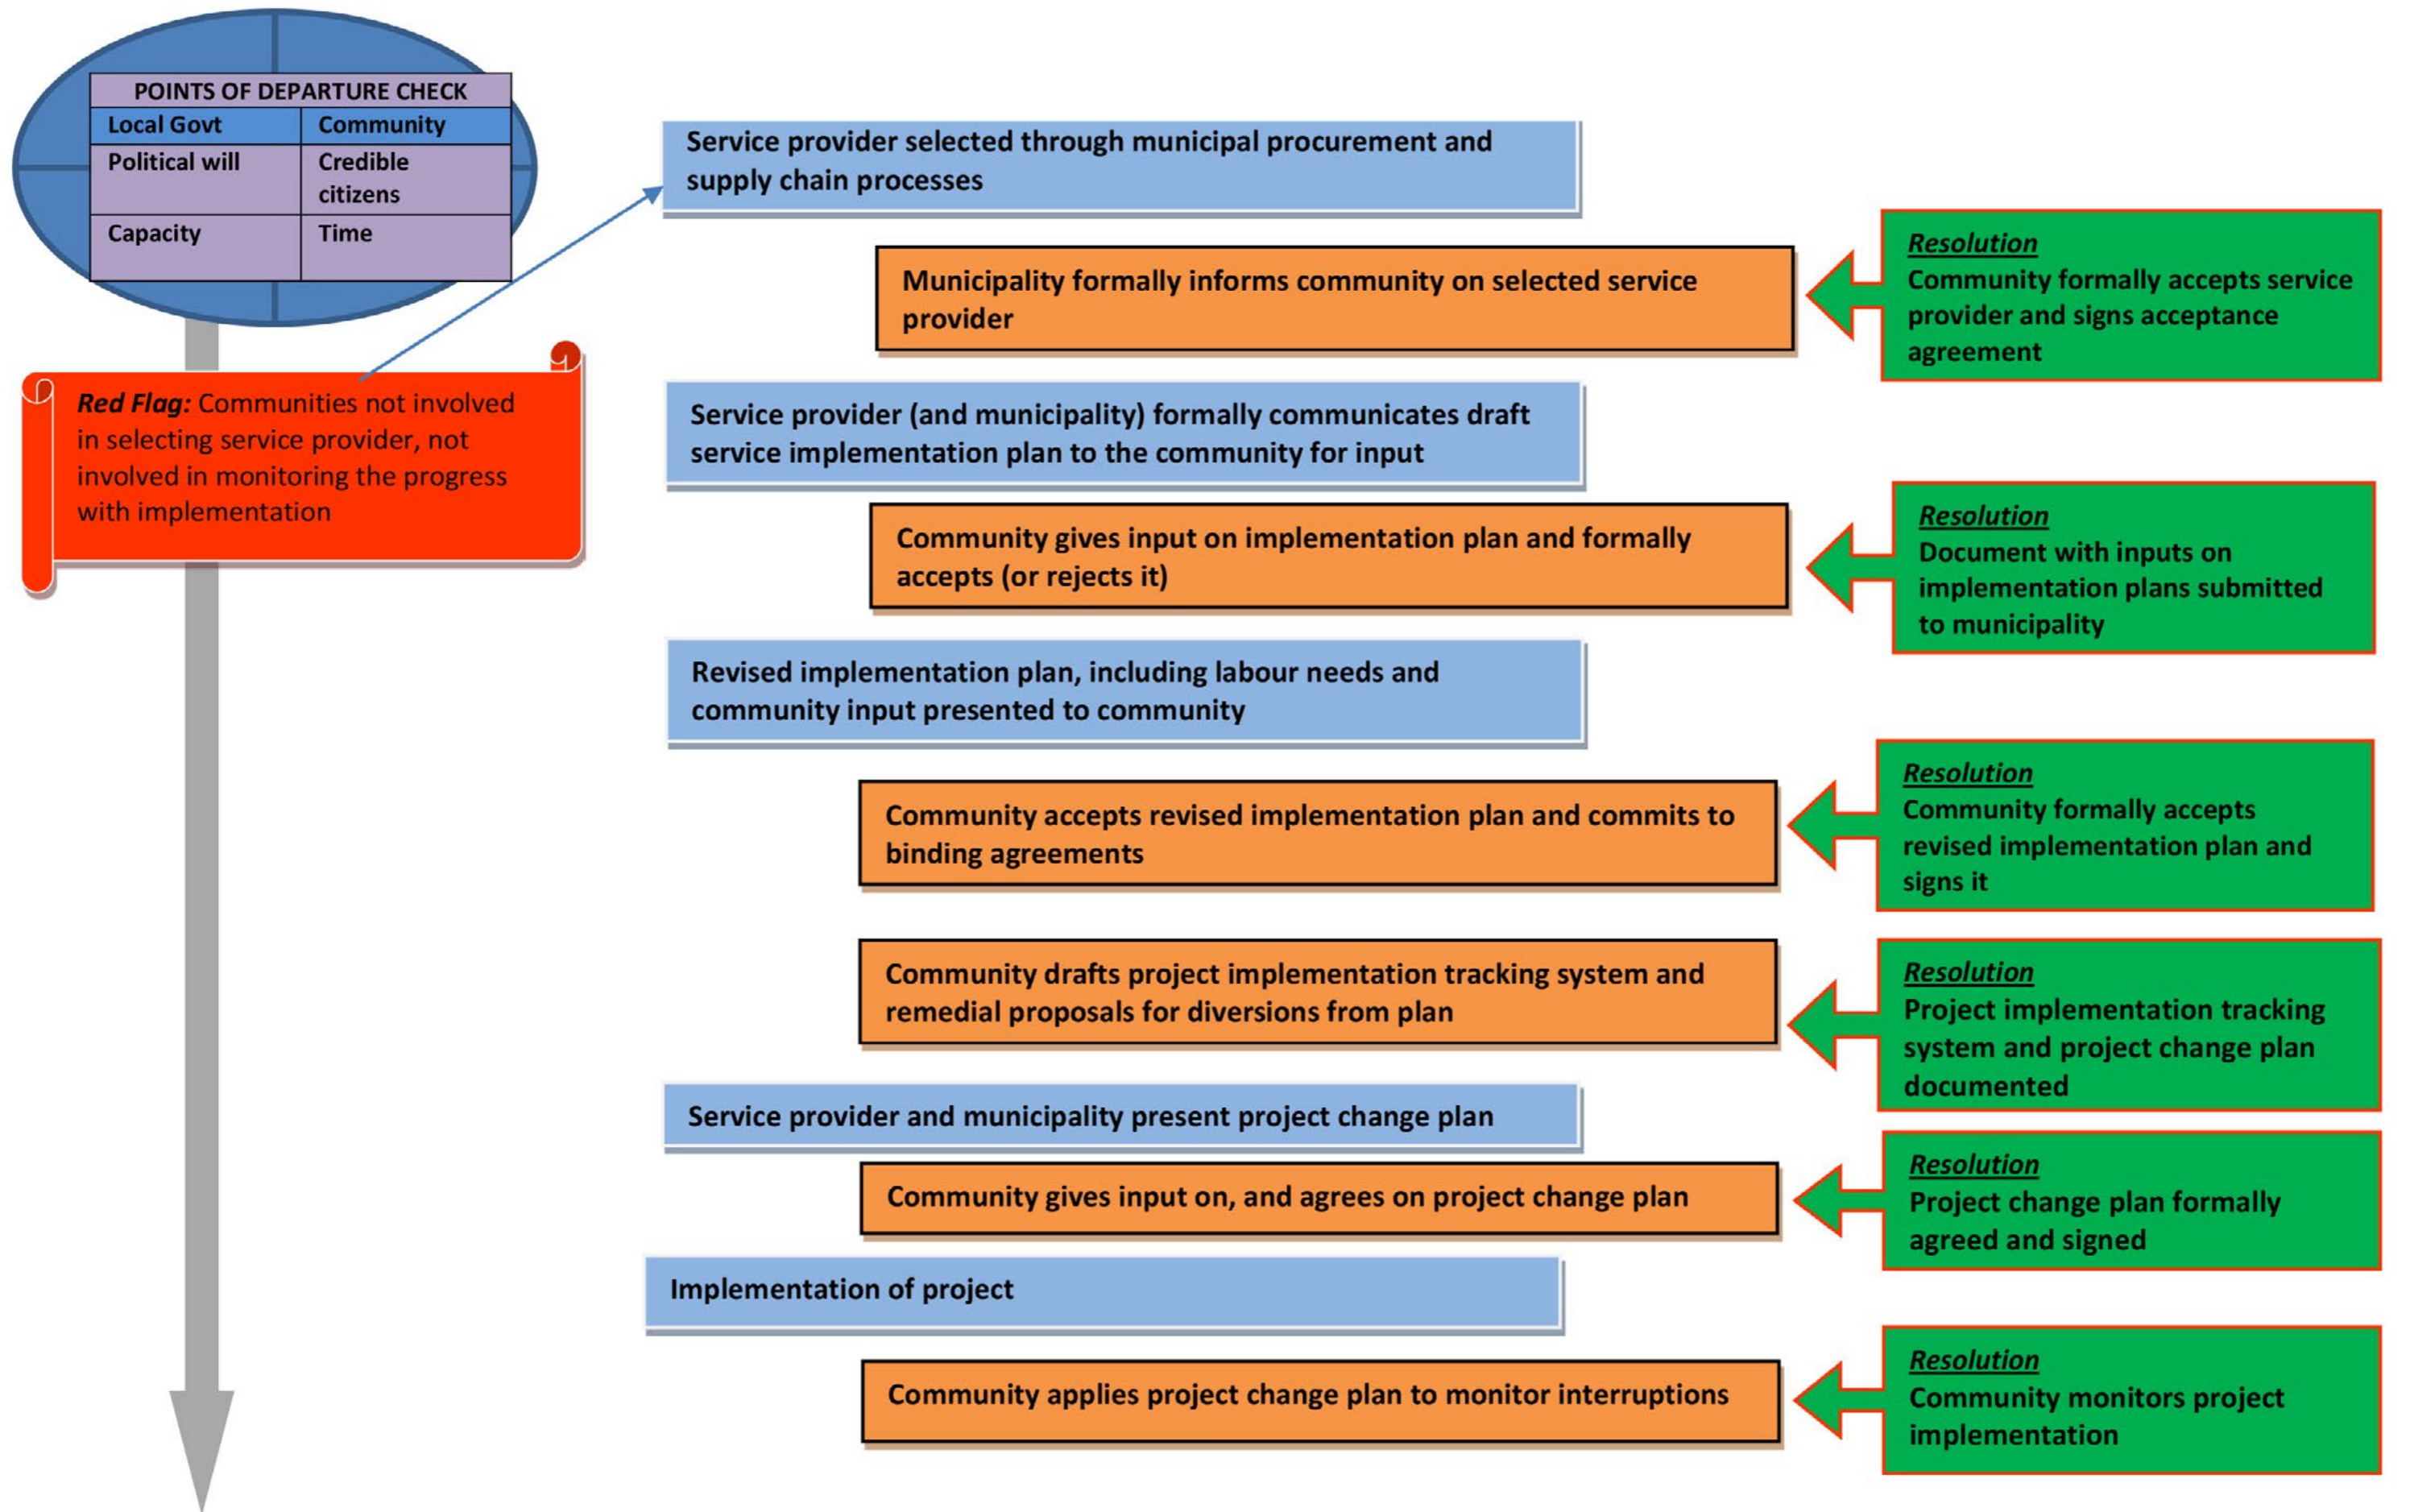 POINTS OF DEPARTURE CHECK
Local Govt
Community
Political will
Credible
citizens
Capacity
Time
Red Flag: Communities not involved
in selecting service provider, not
involved in monitoring the progress
with implementation
Service provider selected through municipal procurement and
supply chain processes
Municipality formally informs community on selected service
provider
Resolution
Community formally accepts service
provider and signs acceptance
agreement
Service provider (and municipality) formally communicates draft
service implementation plan to the community for input
Community gives input on implementation plan and formally
accepts (or rejects it)
Resolution
Document with inputs on
implementation plans submitted
to municipality
Revised implementation plan, including labour needs and
community input presented to community
Community accepts revised implementation plan and commits to
binding agreements
Resolution
Community formally accepts
revised implementation plan and
signs it
Community drafts project implementation tracking system and
remedial proposals for diversions from plan
Resolution
Project implementation tracking
system and project change plan
documented
Service provider and municipality present project change plan
Community gives input on, and agrees on project change plan
Resolution
Project change plan formally
agreed and signed
Implementation of project
Community applies project change plan to monitor interruptions
Resolution
Community monitors project
implementation